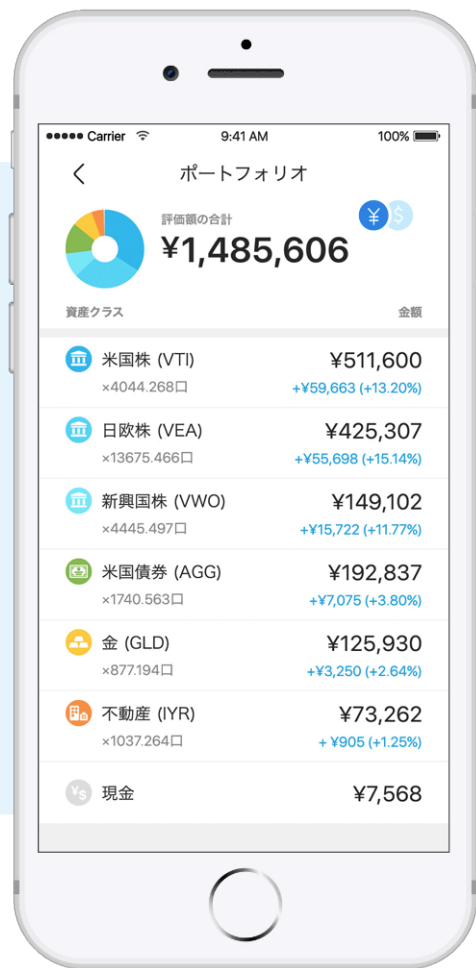 ●●●●● Carrier 9:41 AM 100%
ポートフォリオ
評価額の合計
¥ $
¥1,485,606
資産クラス 金額
米国株 (VTI) ¥511,600
×4044.268口 +¥59,663 (+13.20%)
日欧株 (VEA) ¥425,307
×13675.466口 +¥55,698 (+15.14%)
新興国株 (VWO) ¥149,102
×4445.497口 +¥15,722 (+11.77%)
米国債券 (AGG) ¥192,837
×1740.563口 +¥7,075 (+3.80%)
金 (GLD) ¥125,930
×877.194口 +¥3,250 (+2.64%)
不動産 (IYR) ¥73,262
×1037.264口 + ¥905 (+1.25%)
¥$ 現金 ¥7,568